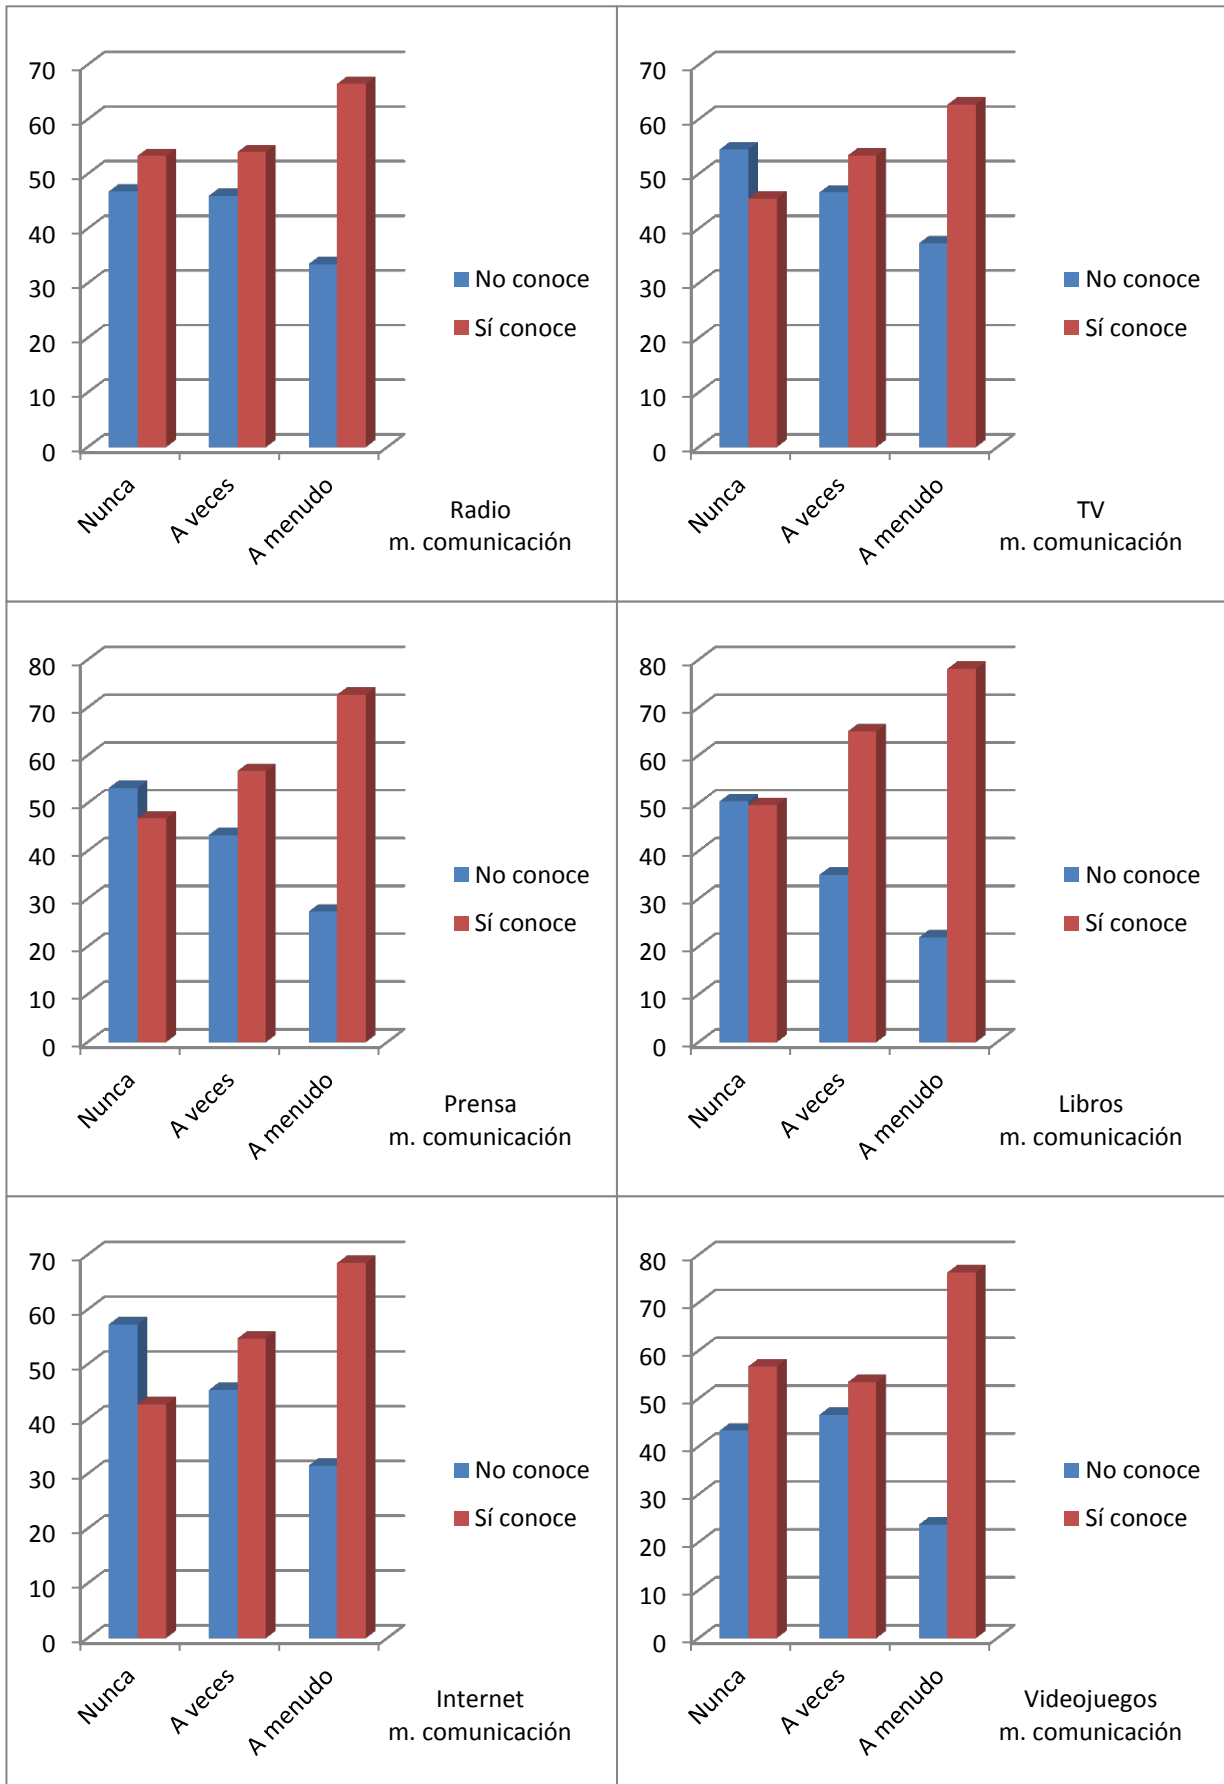 70
60
50
40
30
20
10
0
Nunca
A veces
A menudo
No conoce
Sí conoce
Radio
m. comunicación
70
60
50
40
30
20
10
0
Nunca
A veces
A menudo
No conoce
Sí conoce
TV
m. comunicación
80
70
60
50
40
30
20
10
0
Nunca
A veces
A menudo
No conoce
Sí conoce
Prensa
m. comunicación
80
70
60
50
40
30
20
10
0
Nunca
A veces
A menudo
No conoce
Sí conoce
Libros
m. comunicación
70
60
50
40
30
20
10
0
Nunca
A veces
A menudo
No conoce
Sí conoce
Internet
m. comunicación
80
70
60
50
40
30
20
10
0
Nunca
A veces
A menudo
No conoce
Sí conoce
Videojuegos
m. comunicación